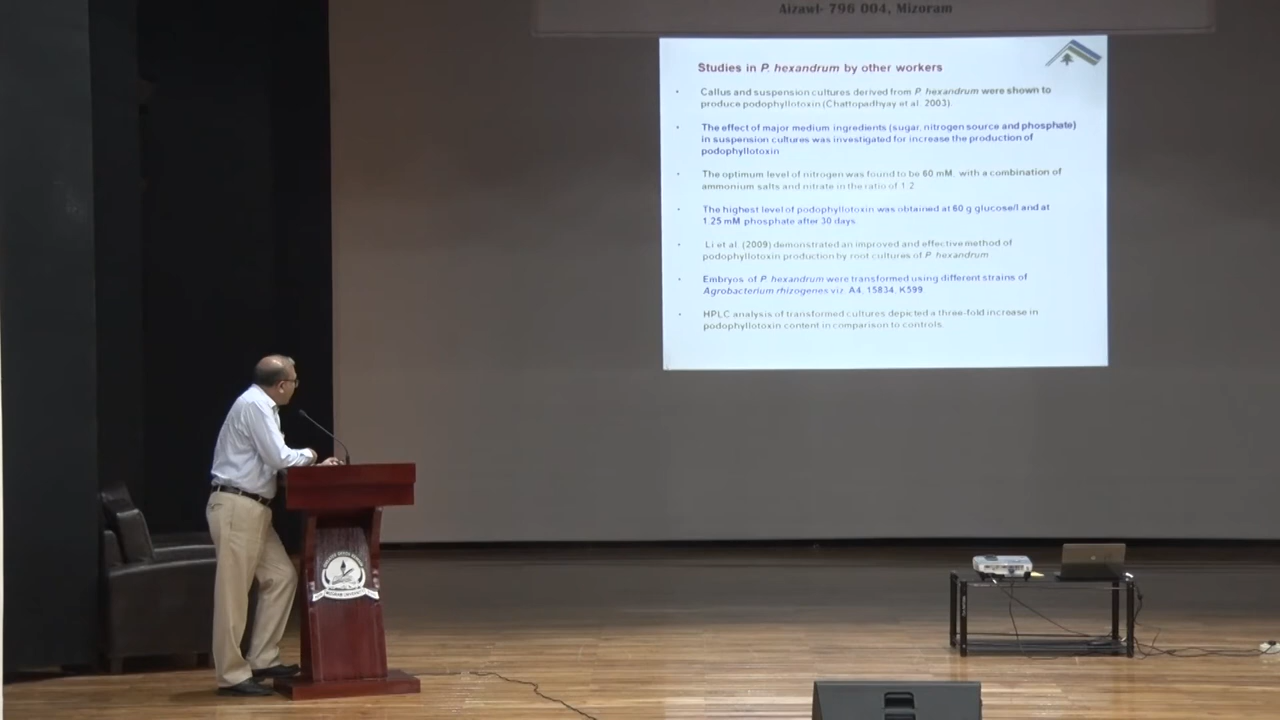 Aizawl- 796 004, Mizoram
Studies in P. hexandrum by other workers
• Callus and suspension cultures derived from P. hexandrum were shown to
produce podophyllotoxin (Chattopadhyay et al. 2003).
• The effect of major medium ingredients (sugar, nitrogen source and phosphate)
in suspension cultures was investigated for increase the production of
podophyllotoxin
• The optimum level of nitrogen was found to be 60 mM, with a combination of
ammonium salts and nitrate in the ratio of 1:2
• The highest level of podophyllotoxin was obtained at 60 g glucose/l and at
1.25 mM phosphate after 30 days
• Li et al. (2009) demonstrated an improved and effective method of
podophyllotoxin production by root cultures of P. hexandrum
• Embryos of P. hexandrum were transformed using different strains of
Agrobacterium rhizogenes viz. A4, 15834, K599
• HPLC analysis of transformed cultures depicted a three-fold increase in
podophyllotoxin content in comparison to controls.
MIZORAM UNIVERSITY